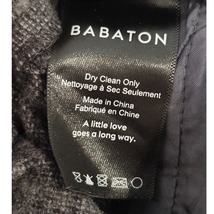 BABATON
Dry Clean Only
Nettoyage à Sec Seulement
Made in China
Fabriqué en Chine
A little love
goes a long way.